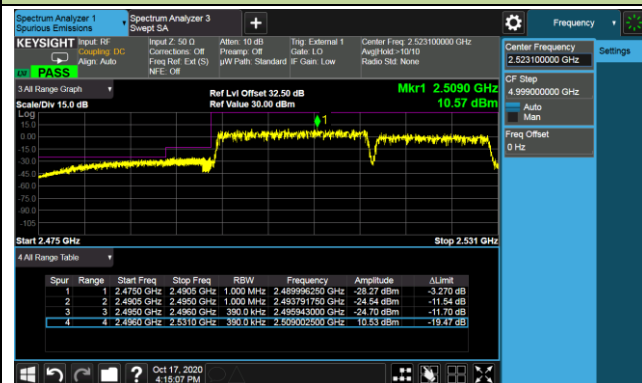 Spectrum Analyzer 1
Spurious Emissions
Spectrum Analyzer 3
Swept SA
Frequency
KEYSIGHT
Input: RF
Coupling: DC
Align: Auto
Input Z: 50 Ω
Corrections: Off
Freq Ref: Ext (S)
NFE: Off
Atten: 10 dB
Preamp: Off
µW Path: Standard
Trig: External 1
Gate: LO
IF Gain: Low
Center Freq: 2.523100000 GHz
Avg|Hold:>10/10
Radio Std: None
PASS
Center Frequency
2.523100000 GHz
Settings
CF Step
4.999000000 GHz
Auto
Man
Freq Offset
0 Hz
3 All Range Graph
Scale/Div 15.0 dB
Ref Lvl Offset 32.50 dB
Ref Value 30.00 dBm
Mkr1 2.5090 GHz
10.57 dBm
Log
15.0
0.00
-15.0
-30.0
-45.0
-60.0
-75.0
-90.0
-105
1
Start 2.475 GHz
Stop 2.531 GHz
4 All Range Table
Spur Range Start Freq Stop Freq RBW Frequency Amplitude ΔLimit
1 1 2.4750 GHz 2.4905 GHz 1.000 MHz 2.489996250 GHz -28.27 dBm -3.270 dB
2 2 2.4905 GHz 2.4950 GHz 1.000 MHz 2.493791750 GHz -24.54 dBm -11.54 dB
3 3 2.4950 GHz 2.4960 GHz 390.0 kHz 2.495943000 GHz -24.70 dBm -11.70 dB
4 4 2.4960 GHz 2.5310 GHz 390.0 kHz 2.509002500 GHz 10.53 dBm -19.47 dB
?
Oct 17, 2020
4:15:07 PM